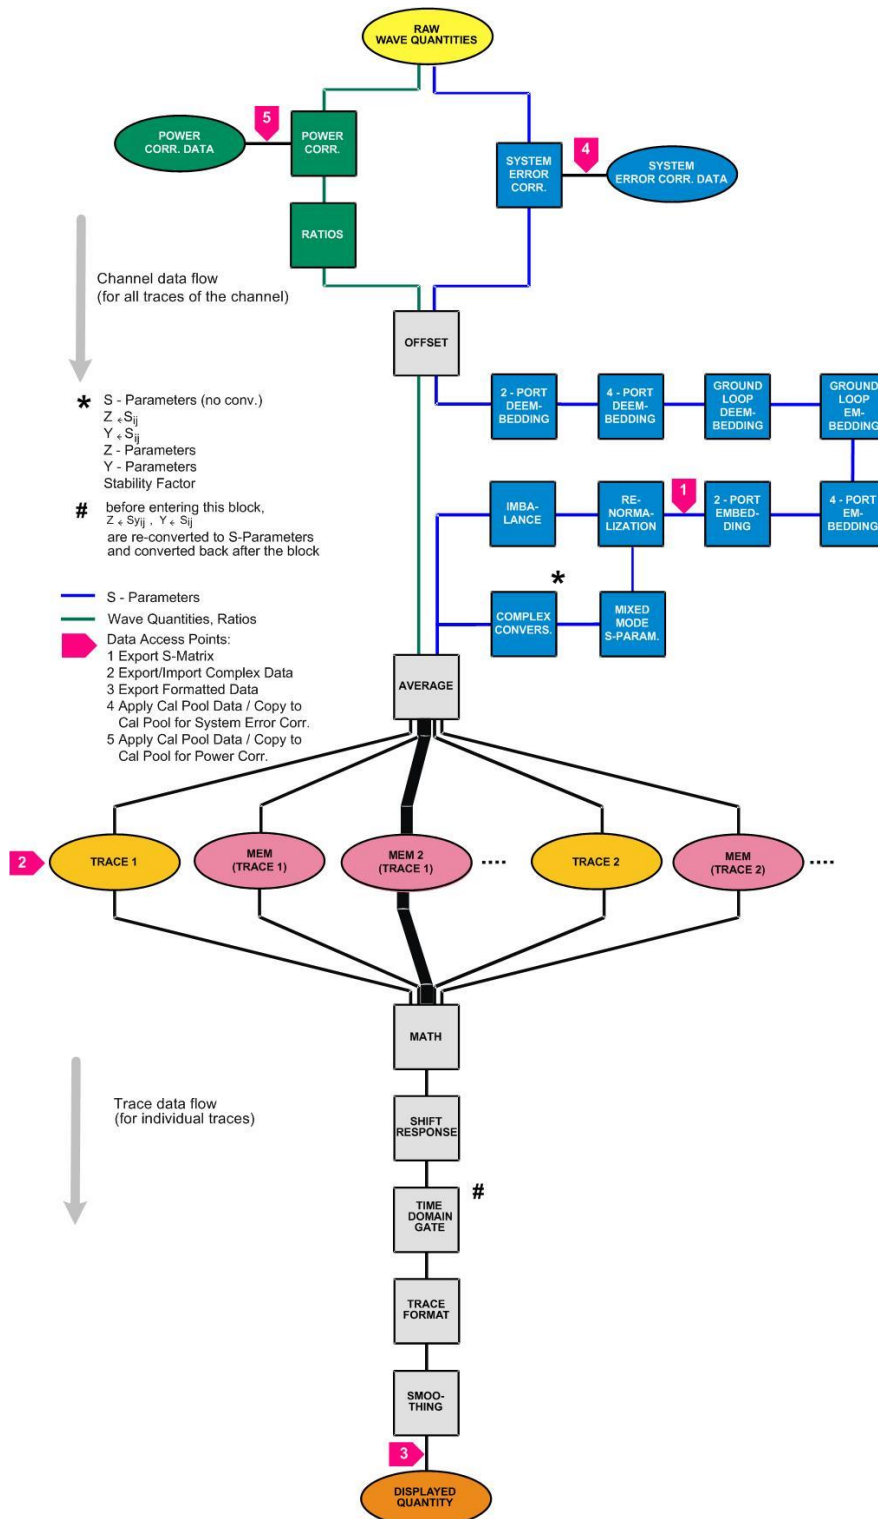 RAW
WAVE QUANTITIES
5
POWER
CORR. DATA
POWER
CORR.
4
SYSTEM
ERROR
CORR.
SYSTEM
ERROR CORR. DATA
RATIOS
Channel data flow
(for all traces of the channel)
OFFSET
2 - PORT
DEEM-
BEDDING
4 - PORT
DEEM-
BEDDING
GROUND
LOOP
DEEM-
BEDDING
GROUND
LOOP
EM-
BEDDING
* S - Parameters (no conv.)
Z ← Sij
Y ← Sij
Z - Parameters
Y - Parameters
Stability Factor
# before entering this block,
Z ← Syij , Y ← Sij
are re-converted to S-Parameters
and converted back after the block
IMBA-
LANCE
RE-
NORMA-
LIZATION
1
2 - PORT
EMBED-
DING
4 - PORT
EM-
BEDDING
*
COMPLEX
CONVERS.
MIXED
MODE
S-PARAM.
S - Parameters
Wave Quantities, Ratios
Data Access Points:
1 Export S-Matrix
2 Export/Import Complex Data
3 Export Formatted Data
4 Apply Cal Pool Data / Copy to
Cal Pool for System Error Corr.
5 Apply Cal Pool Data / Copy to
Cal Pool for Power Corr.
AVERAGE
2
TRACE 1
MEM
(TRACE 1)
MEM 2
(TRACE 1)
....
TRACE 2
MEM
(TRACE 2)
....
MATH
Trace data flow
(for individual traces)
SHIFT
RESPONSE
#
TIME
DOMAIN
GATE
TRACE
FORMAT
SMOO-
THING
3
DISPLAYED
QUANTITY